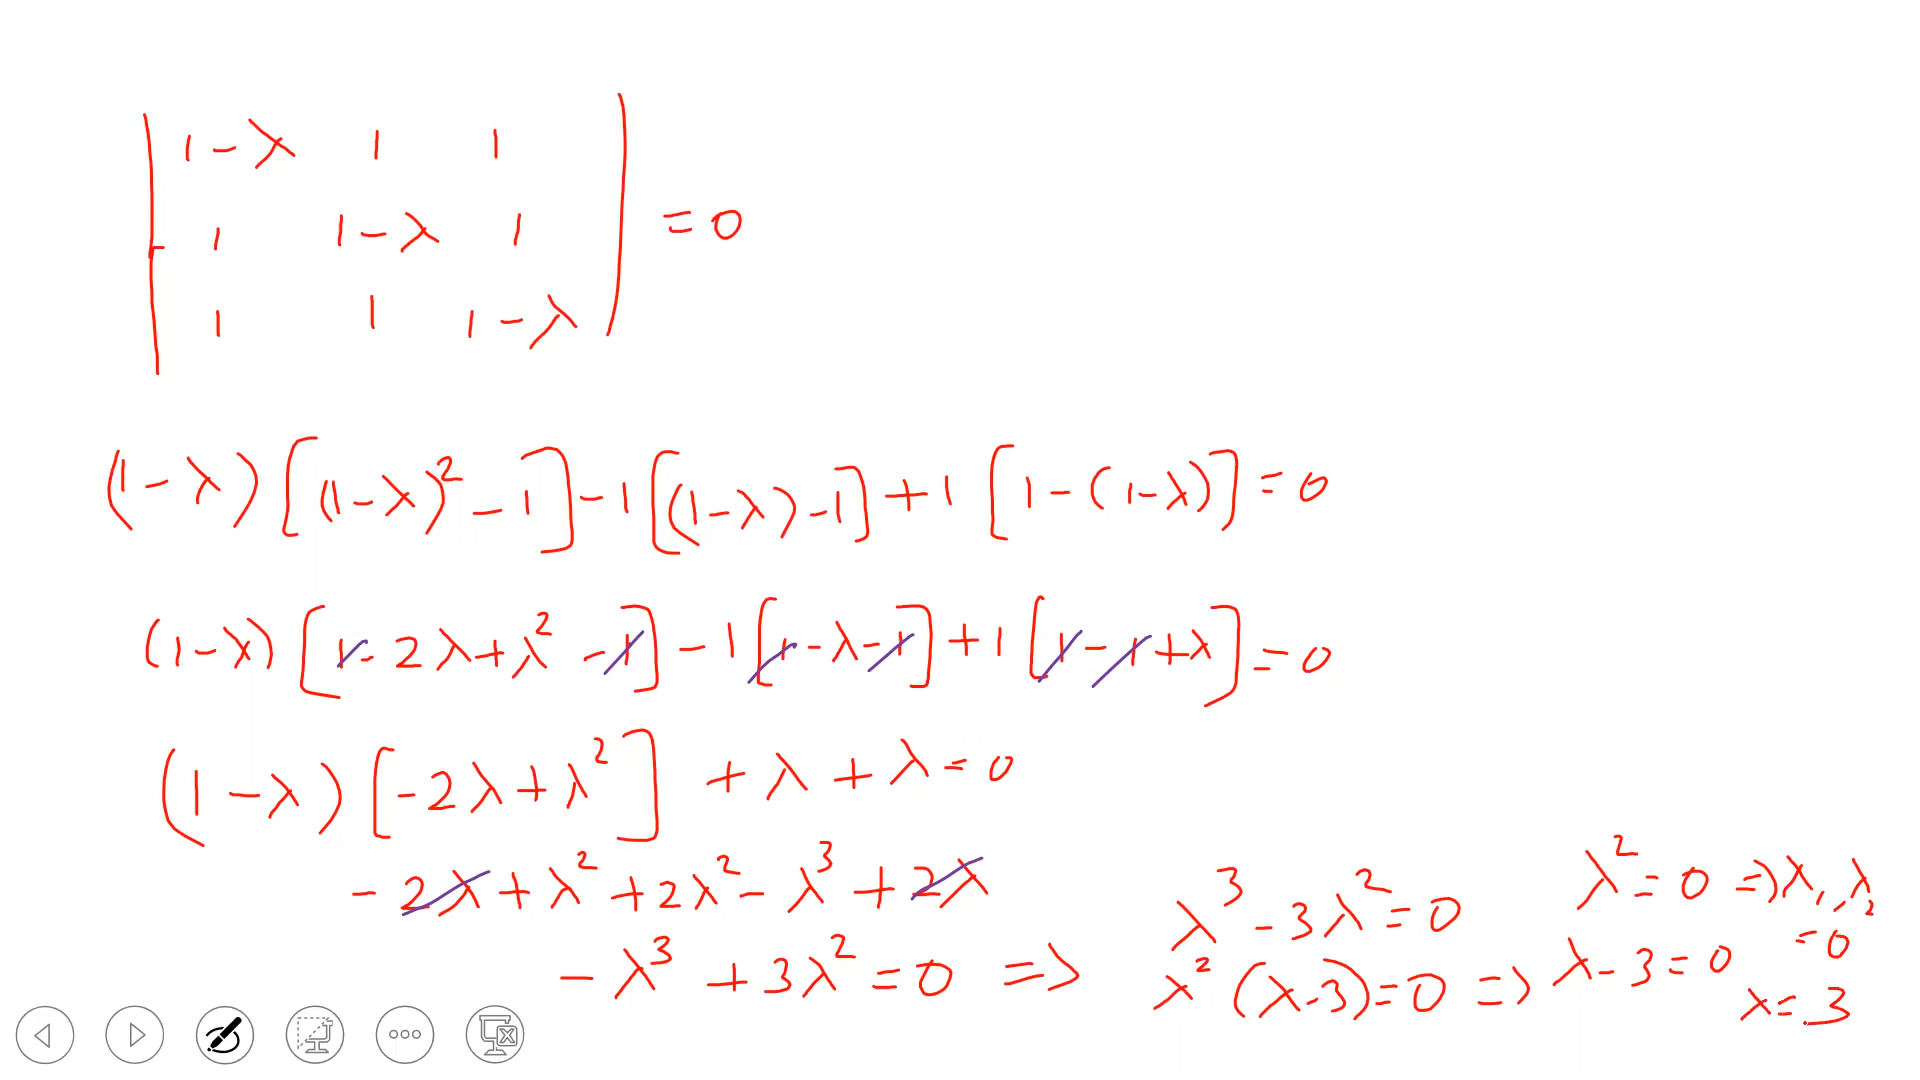 1-λ 1 1
1 1-λ 1 = 0
1 1 1-λ
(1-λ) [(1-λ)² - 1] - 1 [(1-λ) - 1] + 1 [1 - (1-λ)] = 0
(1-λ) [1 - 2λ + λ² - 1] - 1 [1 - λ - 1] + 1 [1 - 1 + λ] = 0
(1-λ) [-2λ + λ²] + λ + λ = 0
- 2λ + λ² + 2λ² - λ³ + 2λ
- λ³ + 3λ² = 0 =>
λ³ - 3λ² = 0
λ² (λ-3) = 0 =>
λ² = 0 => λ₁, λ₂
= 0
λ - 3 = 0
λ = 3